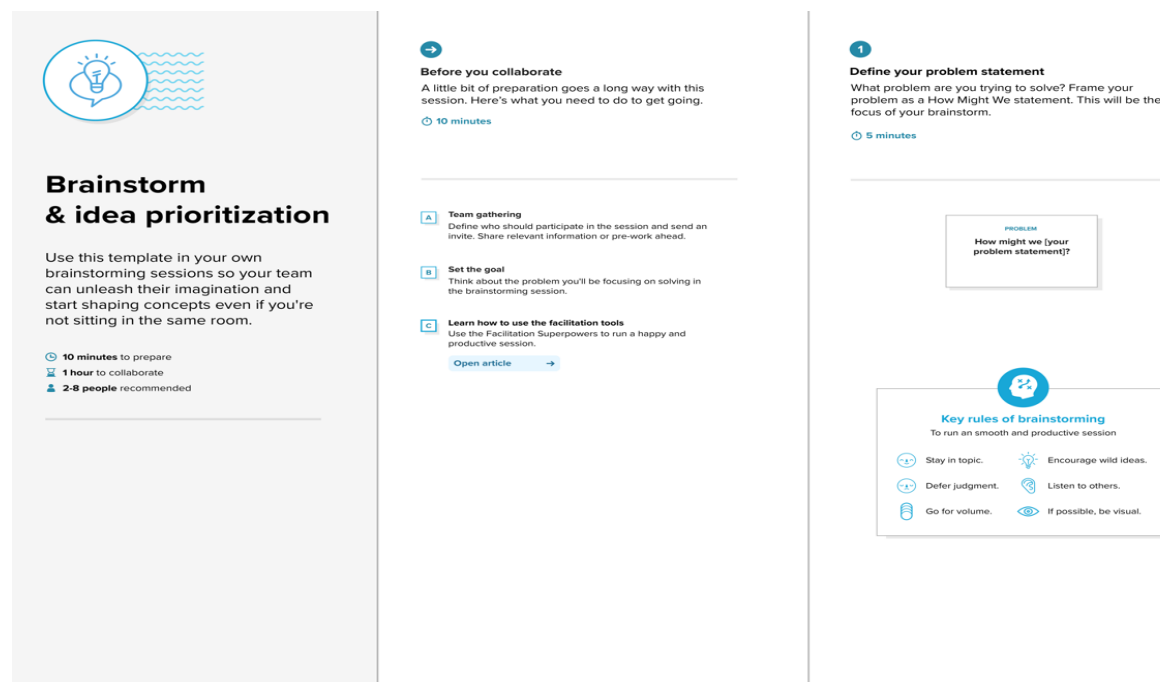 Brainstorm
& idea prioritization
Use this template in your own
brainstorming sessions so your team
can unleash their imagination and
start shaping concepts even if you're
not sitting in the same room.
10 minutes to prepare
1 hour to collaborate
2-8 people recommended
Before you collaborate
A little bit of preparation goes a long way with this
session. Here's what you need to do to get going.
10 minutes
A
Team gathering
Define who should participate in the session and send an
invite. Share relevant information or pre-work ahead.
B
Set the goal
Think about the problem you'll be focusing on solving in
the brainstorming session.
C
Learn how to use the facilitation tools
Use the Facilitation Superpowers to run a happy and
productive session.
Open article
1
Define your problem statement
What problem are you trying to solve? Frame your
problem as a How Might We statement. This will be the
focus of your brainstorm.
5 minutes
PROBLEM
How might we [your
problem statement]?
Key rules of brainstorming
To run an smooth and productive session
Stay in topic.
Encourage wild ideas.
Defer judgment.
Listen to others.
Go for volume.
If possible, be visual.